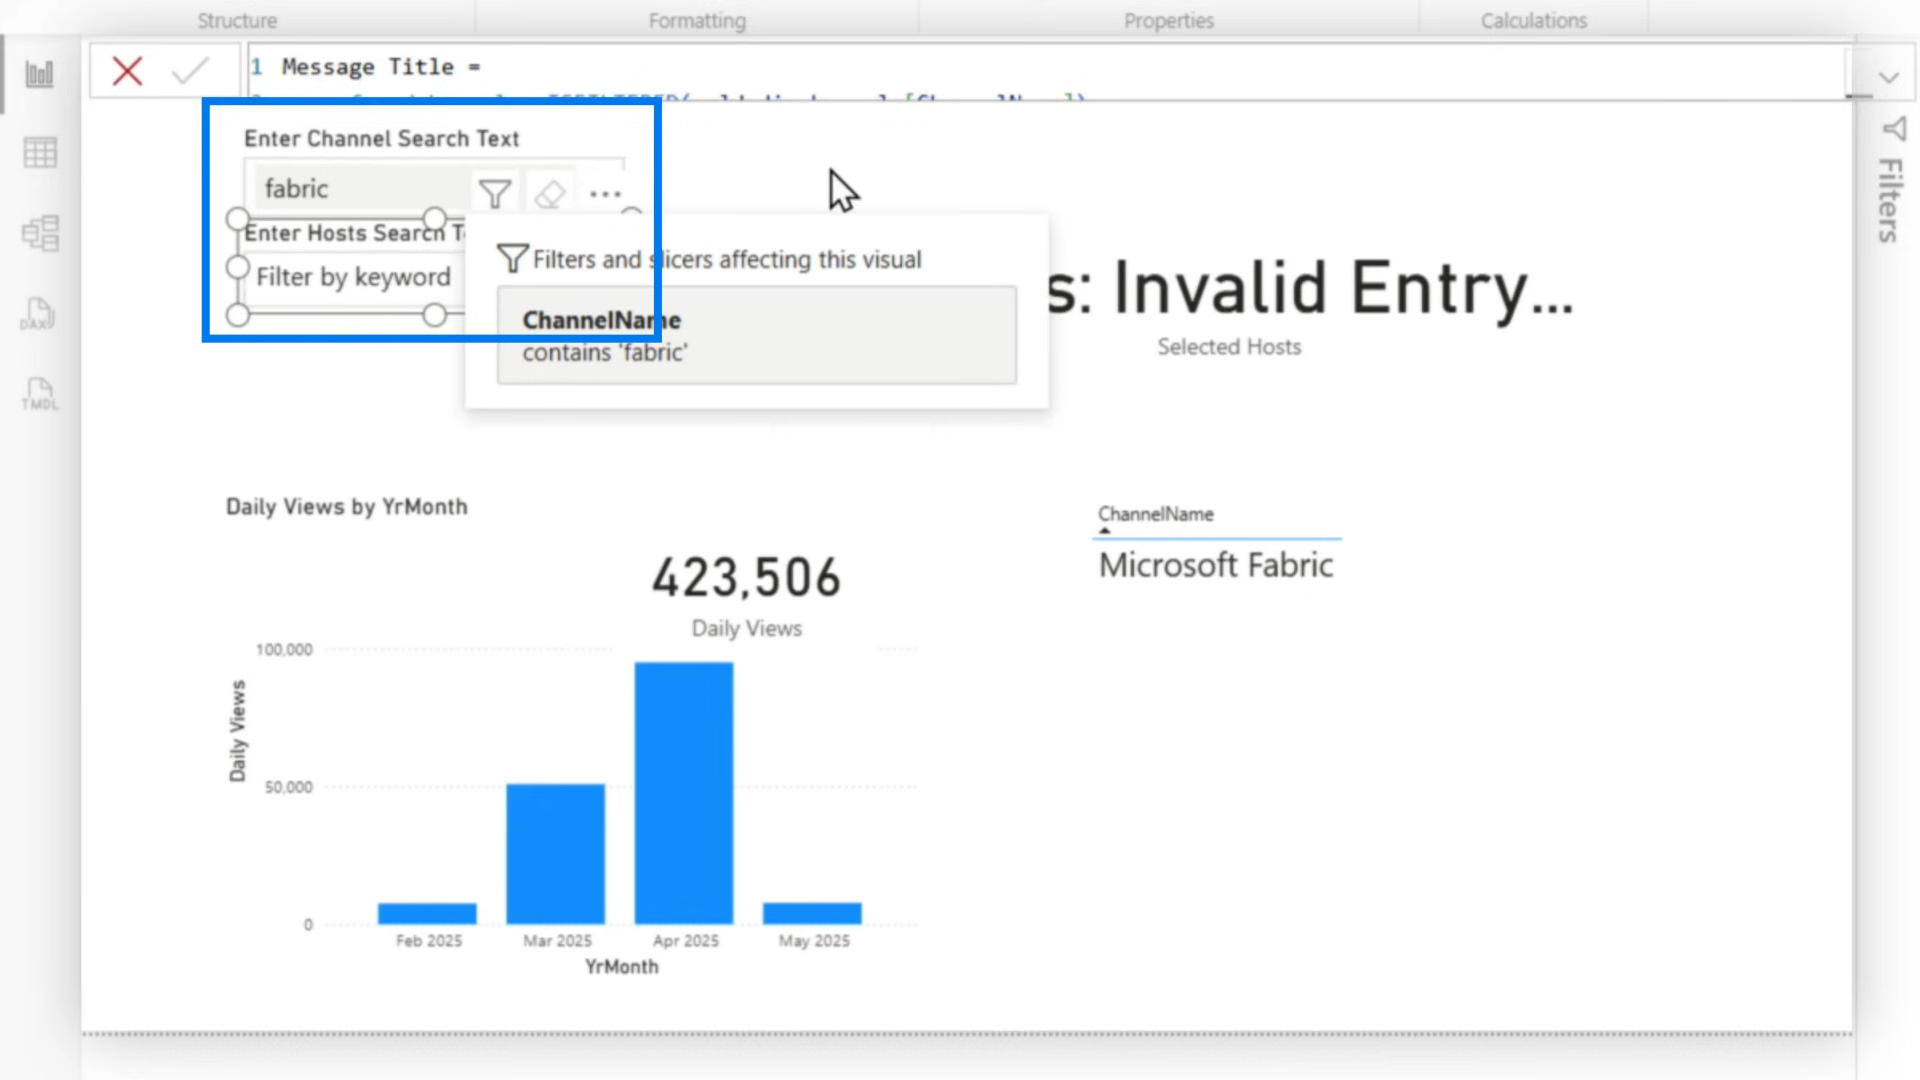 Structure Formatting Properties Calculations
1 Message Title =
Enter Channel Search Text
fabric
Enter Hosts Search
Filter by keyword
Filters and slicers affecting this visual
ChannelName
contains 'fabric'
s: Invalid Entry...
Selected Hosts
Filters
DAX
TMDL
Daily Views by YrMonth
423,506
Daily Views
ChannelName
Microsoft Fabric
Daily Views
100,000
50,000
0
Feb 2025 Mar 2025 Apr 2025 May 2025
YrMonth